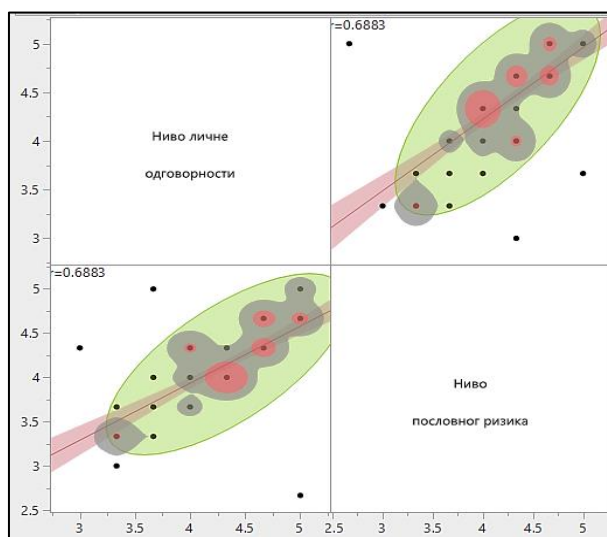 r=0.6883
5
4.5
4
3.5
3
Ниво личне
одговорности
r=0.6883
5
4.5
4
3.5
3
2.5
Ниво
пословног ризика
3 3.5 4 4.5 5 2.5 3 3.5 4 4.5 5